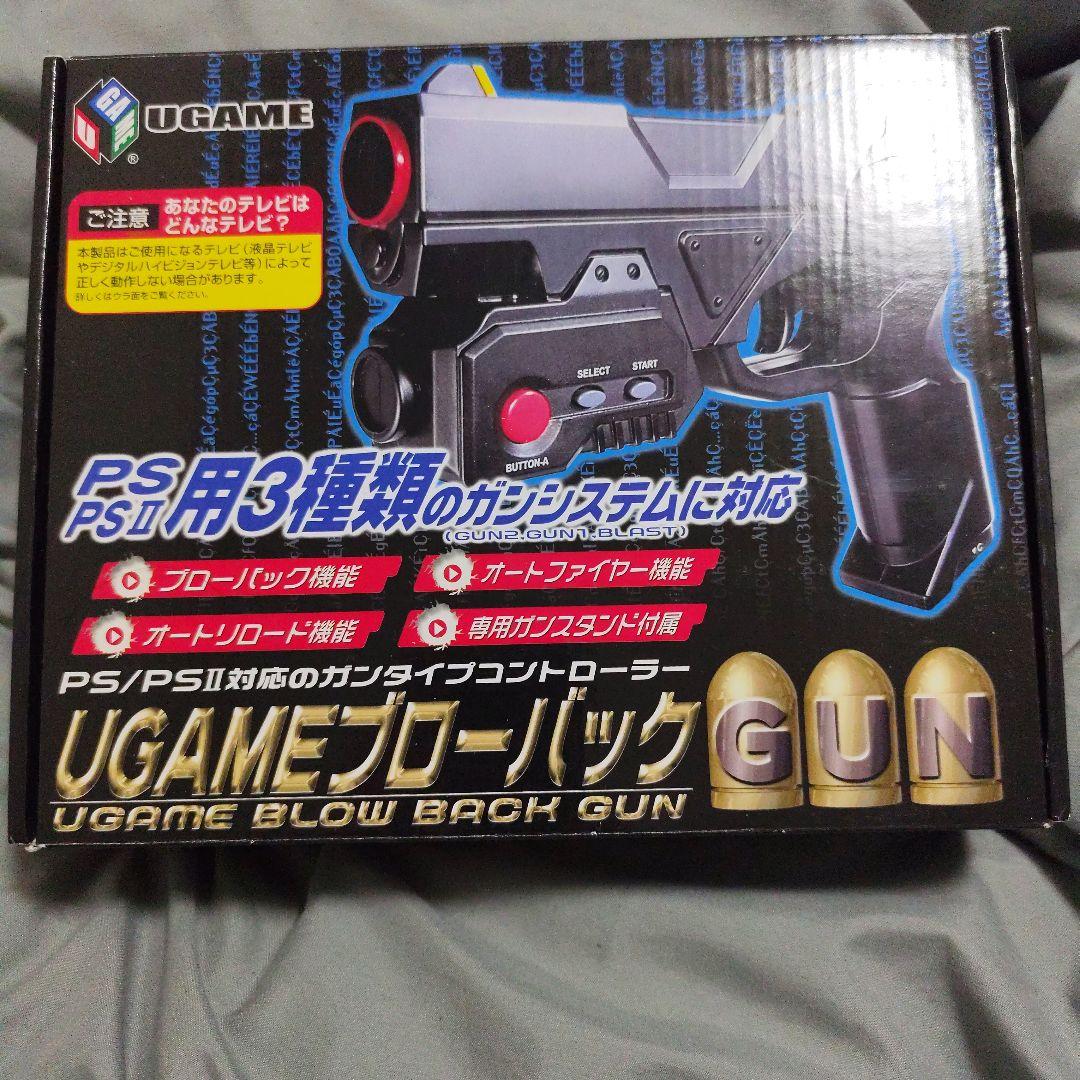 U GAME
UGAME
®
ご注意
あなたのテレビは
どんなテレビ？
本製品はご使用になるテレビ（液晶テレビ
やデジタルハイビジョンテレビ等）によって
正しく動作しない場合があります。
詳しくはウラ面をご覧ください。
SELECT
START
BUTTON-A
PS
PSⅡ
用3種類のガンシステムに対応
(GUN2.GUN1.BLAST)
ブローバック機能
オートファイヤー機能
オートリロード機能
専用ガンスタンド付属
PS/PSⅡ対応のガンタイプコントローラー
UGAMEブローバックGUN
UGAME BLOW BACK GUN